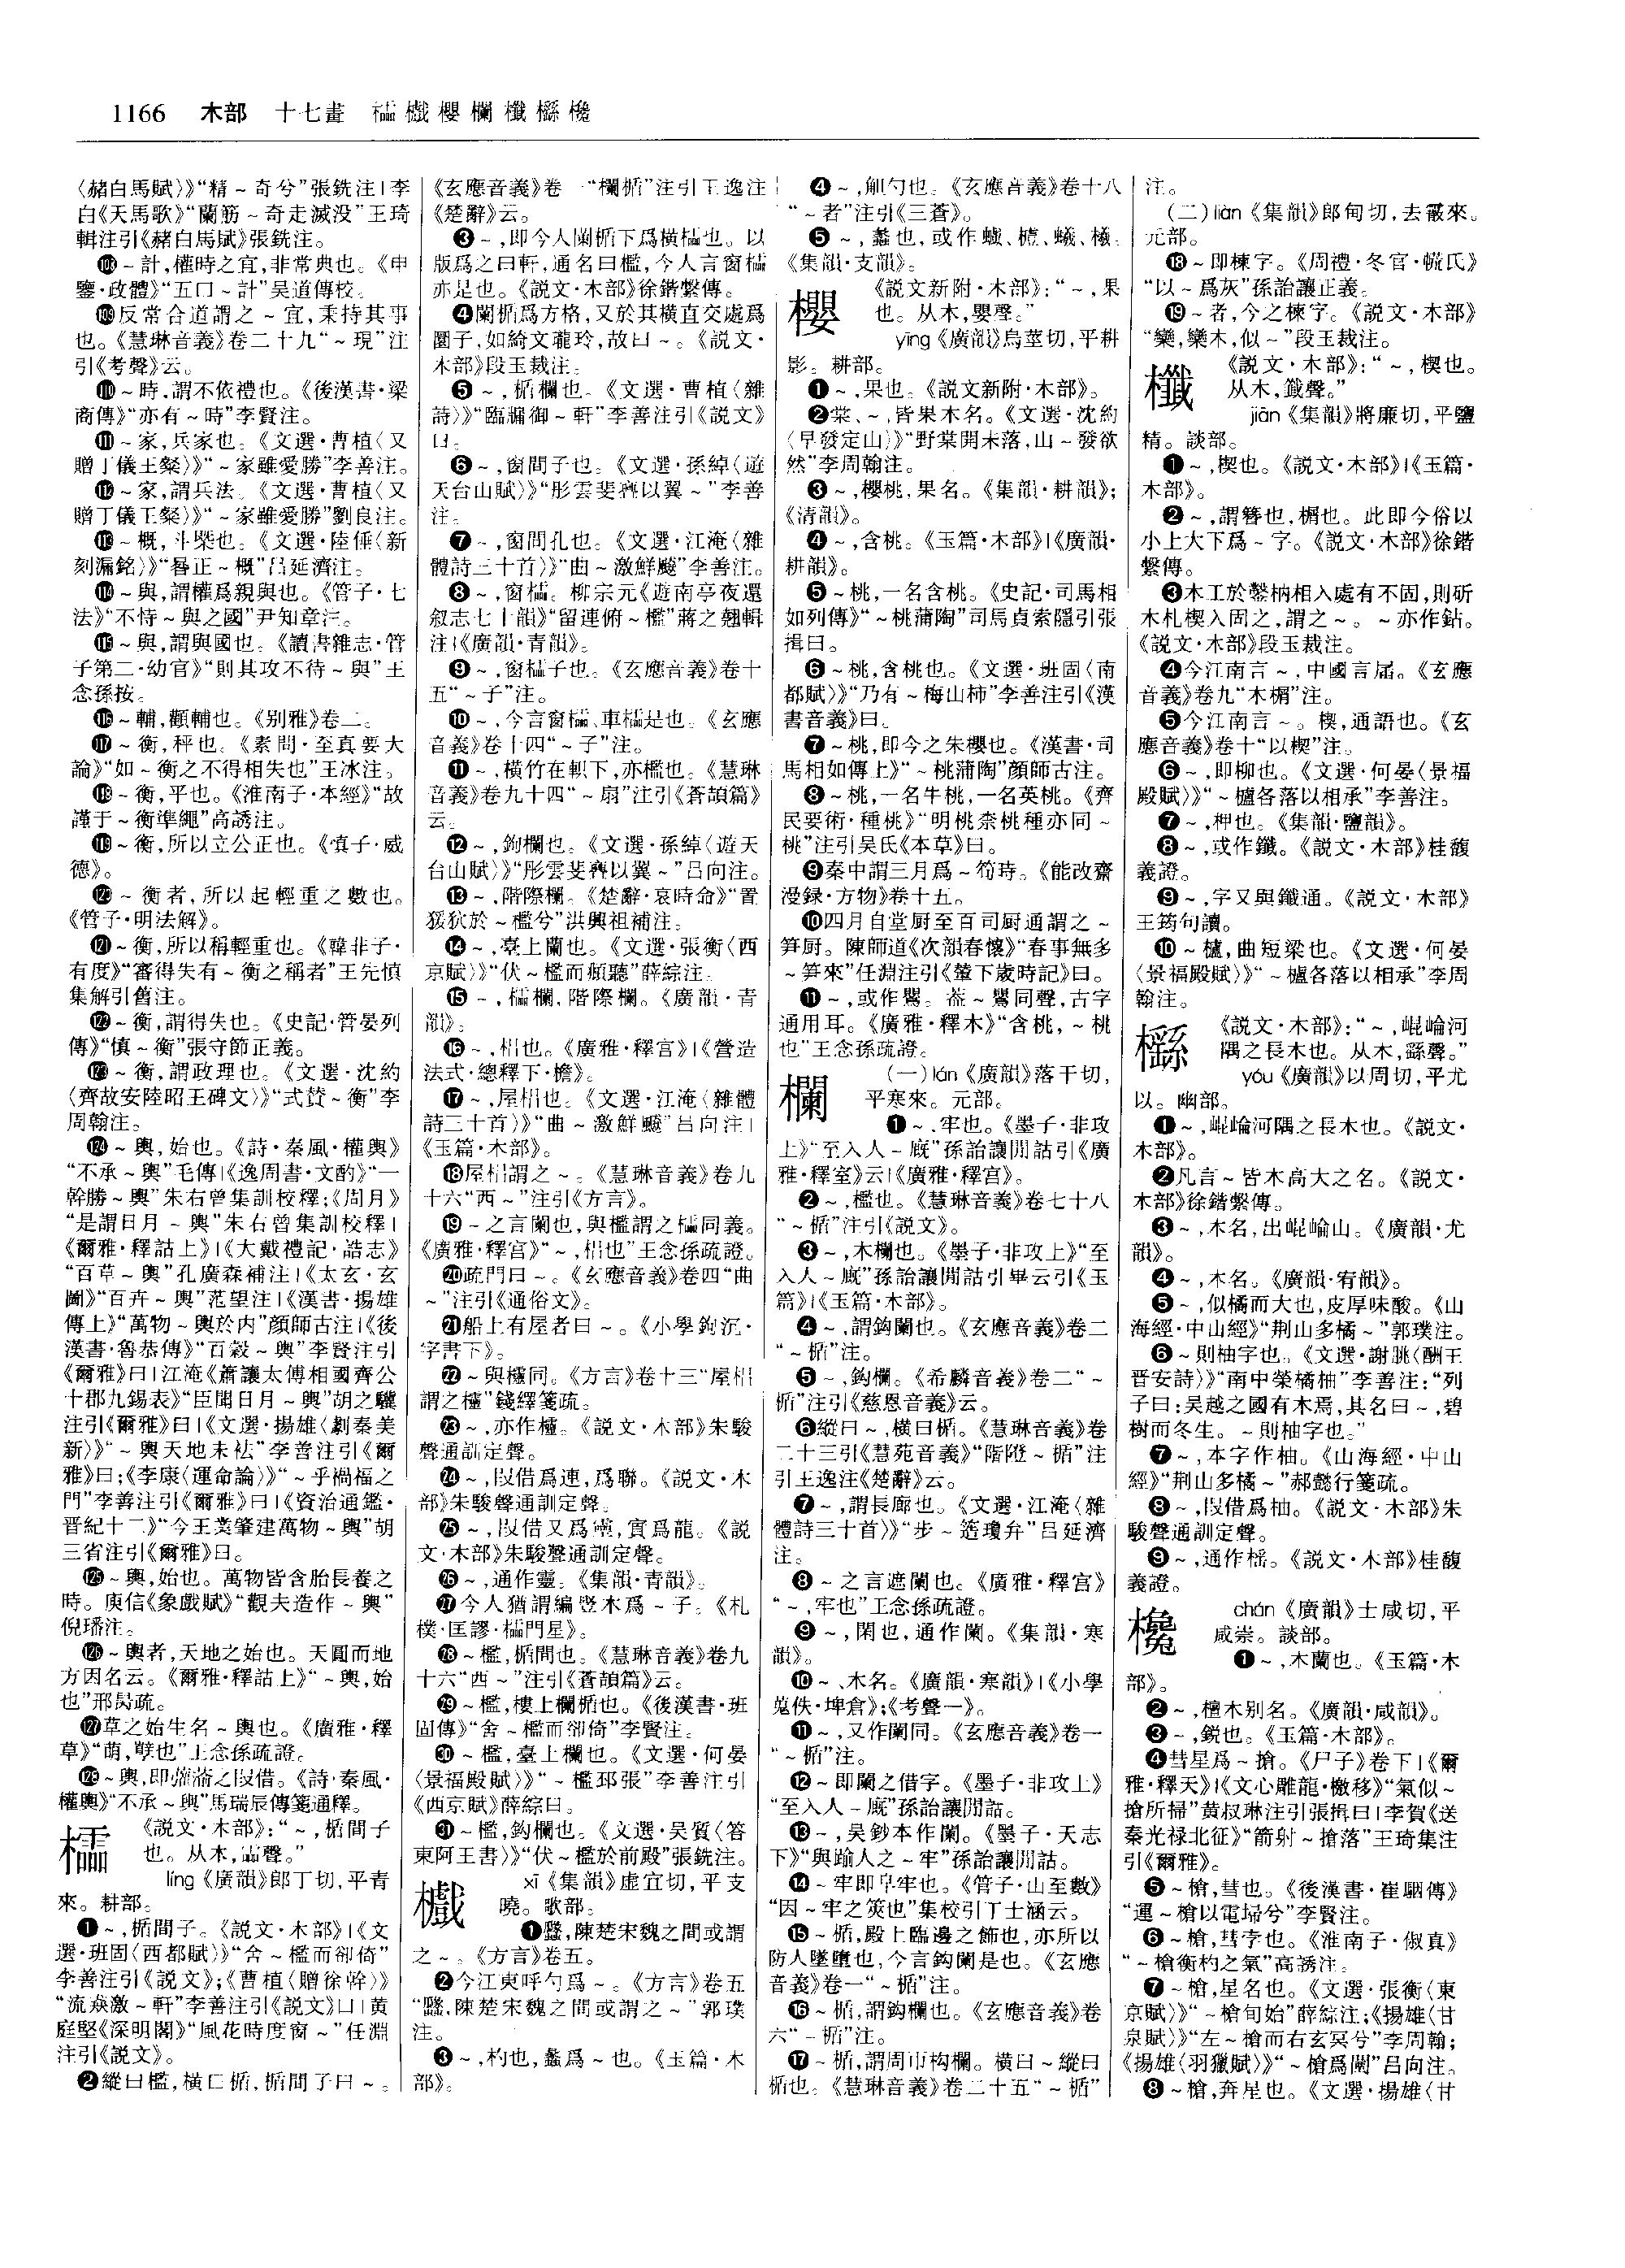 1166 木部 十七畫 櫺櫼櫻欄櫼櫾欃
〈赭白馬賦〉》“精～奇兮”張銑注|李
白《天馬歌》“蘭筋～奇走滅没”王琦
輯注引《赭白馬賦》張銑注。
⑩⑧～計,權時之宜,非常典也。《申
鑒·政體》“五曰～計”吴道傳校。
⑩⑨反常合道謂之～宜,秉持其事
也。《慧琳音義》卷二十九“～現”注
引《考聲》云。
⑩～時,謂不依禮也。《後漢書·梁
商傳》“亦有～時”李賢注。
⑪～家,兵家也。《文選·曹植〈又
贈丁儀王粲〉》“～家雖愛勝”李善注。
⑫～家,謂兵法。《文選·曹植〈又
贈丁儀王粲〉》“～家雖愛勝”劉良注。
⑬～概,斗槩也。《文選·陸倕〈新
刻漏銘〉》“晷正～概”吕延濟注。
⑭～與,謂權爲親與也。《管子·七
法》“不恃～與之國”尹知章注。
⑮～與,謂與國也。《讀書雜志·管
子第二·幼官》“則其攻不待～與”王
念孫按。
⑯～輔,顴輔也。《别雅》卷二。
⑰～衡,秤也。《素問·至真要大
論》“如～衡之不得相失也”王冰注。
⑱～衡,平也。《淮南子·本經》“故
謹于～衡準繩”高誘注。
⑲～衡,所以立公正也。《慎子·威
德》。
⑳～衡者,所以起輕重之數也。
《管子·明法解》。
㉑～衡,所以稱輕重也。《韓非子·
有度》“審得失有～衡之稱者”王先慎
集解引舊注。
㉒～衡,謂得失也。《史記·管晏列
傳》“慎～衡”張守節正義。
㉓～衡,謂政理也。《文選·沈約
〈齊故安陸昭王碑文〉》“式贊～衡”李
周翰注。
㉔～輿,始也。《詩·秦風·權輿》
“不承～輿”毛傳|《逸周書·文酌》“一
幹勝～輿”朱右曾集訓校釋;《周月》
“是謂日月～輿”朱右曾集訓校釋|
《爾雅·釋詁上》|《大戴禮記·誥志》
“百草～輿”孔廣森補注|《太玄·玄
圖》“百卉～輿”范望注|《漢書·揚雄
傳上》“萬物～輿於内”顔師古注|《後
漢書·魯恭傳》“百穀～輿”李賢注引
《爾雅》曰|江淹《蕭讓太傅相國齊公
十郡九錫表》“臣聞日月～輿”胡之驥
注引《爾雅》曰|《文選·揚雄〈劇秦美
新〉》“～輿天地未袪”李善注引《爾
雅》曰;《李康〈運命論〉》“～乎禍福之
門”李善注引《爾雅》曰|《資治通鑑·
晋紀十二》“今王業肇建萬物～輿”胡
三省注引《爾雅》曰。
㉕～輿,始也。萬物皆含胎長養之
時。庾信《象戲賦》“觀夫造作～輿”
倪璠注。
㉖～輿者,天地之始也。天圓而地
方因名云。《爾雅·釋詁上》“～輿,始
也”邢昺疏。
㉗草之始生名～輿也。《廣雅·釋
草》“萌,孽也”王念孫疏證。
㉘～輿,即虇蕍之叚借。《詩·秦風·
權輿》“不承～輿”馬瑞辰傳箋通釋。
櫺 《説文·木部》:“～,楯間子
也。从木,霝聲。”
líng《廣韻》郎丁切,平青
來。耕部。
❶～,楯間子。《説文·木部》|《文
選·班固〈西都賦〉》“舍～檻而卻倚”
李善注引《説文》;《曹植〈贈徐幹〉》
“流猋激～軒”李善注引《説文》曰|黄
庭堅《深明閣》“風花時度窗～”任淵
注引《説文》。
❷縱曰檻,横曰楯,楯間子曰～。
《玄應音義》卷一“欄楯”注引王逸注
《楚辭》云。
❸～,即今人闌楯下爲横櫺也。以
版爲之曰軒,通名曰檻,今人言窗櫺
亦是也。《説文·木部》徐鍇繫傳。
❹闌楯爲方格,又於其横直交處爲
圜子,如綺文瓏玲,故曰～。《説文·
木部》段玉裁注。
❺～,楯欄也。《文選·曹植〈雜
詩〉》“臨牖御～軒”李善注引《説文》
曰。
❻～,窗間子也。《文選·孫綽〈遊
天台山賦〉》“彤雲斐亹以翼～”李善
注。
❼～,窗間孔也。《文選·江淹〈雜
體詩三十首〉》“曲～激鮮飈”李善注。
❽～,窗櫺。柳宗元《遊南亭夜還
叙志七十韻》“留連俯～檻”蔣之翹輯
注|《廣韻·青韻》。
❾～,窗櫺子也。《玄應音義》卷十
五“～子”注。
❿～,今言窗櫺、車櫺是也。《玄應
音義》卷十四“～子”注。
⓫～,横竹在軹下,亦檻也。《慧琳
音義》卷九十四“～扇”注引《蒼頡篇》
云。
⓬～,鉤欄也。《文選·孫綽〈遊天
台山賦〉》“彤雲斐亹以翼～”吕向注。
⓭～,階際欄。《楚辭·哀時命》“置
猨狖於～檻兮”洪興祖補注。
⓮～,臺上蘭也。《文選·張衡〈西
京賦〉》“伏～檻而頫聽”薛綜注。
⓯～,櫺欄,階際欄。《廣韻·青
韻》。
⓰～,梠也。《廣雅·釋宫》|《營造
法式·總釋下·檐》。
⓱～,屋梠也。《文選·江淹〈雜體
詩三十首〉》“曲～激鮮飈”吕向注|
《玉篇·木部》。
⓲屋梠謂之～。《慧琳音義》卷九
十六“西～”注引《方言》。
⓳～之言闌也,與檻謂之櫺同義。
《廣雅·釋宫》“～,梠也”王念孫疏證。
⓴疏門曰～。《玄應音義》卷四“曲
～”注引《通俗文》。
㉑船上有屋者曰～。《小學鉤沉·
字書下》。
㉒～與欞同。《方言》卷十三“屋梠
謂之欞”錢繹箋疏。
㉓～,亦作欞。《説文·木部》朱駿
聲通訓定聲。
㉔～,叚借爲連,爲聯。《説文·木
部》朱駿聲通訓定聲。
㉕～,叚借又爲蘦,實爲龍。《説
文·木部》朱駿聲通訓定聲。
㉖～,通作靈。《集韻·青韻》。
㉗今人猶謂編竪木爲～子。《札
樸·匡謬·櫺門星》。
㉘～檻,楯間也。《慧琳音義》卷九
十六“西～”注引《蒼頡篇》云。
㉙～檻,樓上欄楯也。《後漢書·班
固傳》“舍～檻而卻倚”李賢注。
㉚～檻,臺上欄也。《文選·何晏
〈景福殿賦〉》“～檻邳張”李善注引
《西京賦》薛綜曰。
㉛～檻,鉤欄也。《文選·吴質〈答
東阿王書〉》“伏～檻於前殿”張銑注。
㰕 xī《集韻》虚宜切,平支
曉。歌部。
❶𧖅,陳楚宋魏之間或謂
之～。《方言》卷五。
❷今江東呼勺爲～。《方言》卷五
“𧖅,陳楚宋魏之間或謂之～”郭璞
注。
❸～,杓也,蠡爲～也。《玉篇·木
部》。
❹～,斛勺也。《玄應音義》卷十八
“～者”注引《三蒼》。
❺～,蠡也,或作㰕、櫶、蟻、檥。
《集韻·支韻》。
櫻 《説文新附·木部》:“～,果
也。从木,嬰聲。”
yīng《廣韻》烏莖切,平耕
影。耕部。
❶～,果也。《説文新附·木部》。
❷棠、～,皆果木名。《文選·沈約
〈早發定山〉》“野棠開未落,山～發欲
然”李周翰注。
❸～,櫻桃,果名。《集韻·耕韻》;
《清韻》。
❹～,含桃。《玉篇·木部》|《廣韻·
耕韻》。
❺～桃,一名含桃。《史記·司馬相
如列傳》“～桃蒲陶”司馬貞索隱引張
揖曰。
❻～桃,含桃也。《文選·班固〈南
都賦〉》“乃有～梅山柿”李善注引《漢
書音義》曰。
❼～桃,即今之朱櫻也。《漢書·司
馬相如傳上》“～桃蒲陶”顔師古注。
❽～桃,一名牛桃,一名英桃。《齊
民要術·種桃》“明桃柰桃種亦同～
桃”注引吴氏《本草》曰。
❾秦中謂三月爲～筍時。《能改齋
漫録·方物》卷十五。
❿四月自堂厨至百司厨通謂之～
笋厨。陳師道《次韻春懷》“春事無多
～笋來”任淵注引《輦下歲時記》曰。
⓫～,或作鸎。蓋～鸎同聲,古字
通用耳。《廣雅·釋木》“含桃,～桃
也”王念孫疏證。
欄 (一)lán《廣韻》落干切,
平寒來。元部。
❶～,牢也。《墨子·非攻
上》“至入人～厩”孫詒讓閒詁引《廣
雅·釋室》云|《廣雅·釋宫》。
❷～,檻也。《慧琳音義》卷七十八
“～楯”注引《説文》。
❸～,木欄也。《墨子·非攻上》“至
入人～厩”孫詒讓閒詁引畢云引《玉
篇》|《玉篇·木部》。
❹～,謂鉤闌也。《玄應音義》卷二
“～楯”注。
❺～,鉤欄。《希麟音義》卷二“～
楯”注引《慈恩音義》云。
❻縱曰～,横曰楯。《慧琳音義》卷
二十三引《慧苑音義》“階隥～楯”注
引王逸注《楚辭》云。
❼～,謂長廊也。《文選·江淹〈雜
體詩三十首〉》“步～簉瓊弁”吕延濟
注。
❽～之言遮闌也。《廣雅·釋宫》
“～,牢也”王念孫疏證。
❾～,閑也,通作闌。《集韻·寒
韻》。
❿～,木名。《廣韻·寒韻》|《小學
蒐佚·埤倉》;《考聲一》。
⓫～,又作闌同。《玄應音義》卷一
“～楯”注。
⓬～即闌之借字。《墨子·非攻上》
“至入人～厩”孫詒讓閒詁。
⓭～,吴鈔本作闌。《墨子·天志
下》“與踰人之～牢”孫詒讓閒詁。
⓮～牢即皁牢也。《管子·山至數》
“因～牢之筴也”集校引丁士涵云。
⓯～楯,殿上臨邊之飾也,亦所以
防人墜墮也,今言鉤闌是也。《玄應
音義》卷一“～楯”注。
⓰～楯,謂鉤欄也。《玄應音義》卷
六“～楯”注。
⓱～楯,謂周帀构欄。横曰～縱曰
楯也。《慧琳音義》卷二十五“～楯”
注。
(二)liàn《集韻》郎甸切,去霰來。
元部。
⓲～即楝字。《周禮·冬官·㡛氏》
“以～爲灰”孫詒讓正義。
⓳～者,今之楝字。《説文·木部》
“欒,欒木,似～”段玉裁注。
櫼 《説文·木部》:“～,楔也。
从木,韱聲。”
jiān《集韻》將廉切,平鹽
精。談部。
❶～,楔也。《説文·木部》|《玉篇·
木部》。
❷～,謂簪也,楣也。此即今俗以
小上大下爲～字。《説文·木部》徐鍇
繫傳。
❸木工於鑿枘相入處有不固,則斫
木札楔入固之,謂之～。～亦作鉆。
《説文·木部》段玉裁注。
❹今江南言～,中國言届。《玄應
音義》卷九“木楣”注。
❺今江南言～。楔,通語也。《玄
應音義》卷十“以楔”注。
❻～,即枊也。《文選·何晏〈景福
殿賦〉》“～櫨各落以相承”李善注。
❼～,柙也。《集韻·鹽韻》。
❽～,或作鐵。《説文·木部》桂馥
義證。
❾～,字又與鐵通。《説文·木部》
王筠句讀。
❿～櫨,曲短梁也。《文選·何晏
〈景福殿賦〉》“～櫨各落以相承”李周
翰注。
櫾 《説文·木部》:“～,崐崘河
隅之長木也。从木,繇聲。”
yóu《廣韻》以周切,平尤
以。幽部。
❶～,崐崘河隅之長木也。《説文·
木部》。
❷凡言～皆木高大之名。《説文·
木部》徐鍇繫傳。
❸～,木名,出崐崘山。《廣韻·尤
韻》。
❹～,木名。《廣韻·宥韻》。
❺～,似橘而大也,皮厚味酸。《山
海經·中山經》“荆山多橘～”郭璞注。
❻～則柚字也。《文選·謝朓〈酬王
晋安詩〉》“南中榮橘柚”李善注:“列
子曰:吴越之國有木焉,其名曰～,碧
樹而冬生。～則柚字也。”
❼～,本字作柚。《山海經·中山
經》“荆山多橘～”郝懿行箋疏。
❽～,叚借爲柚。《説文·木部》朱
駿聲通訓定聲。
❾～,通作榣。《説文·木部》桂馥
義證。
欃 chán《廣韻》士咸切,平
咸崇。談部。
❶～,木蘭也。《玉篇·木
部》。
❷～,檀木别名。《廣韻·咸韻》。
❸～,鋭也。《玉篇·木部》。
❹彗星爲～搶。《尸子》卷下|《爾
雅·釋天》|《文心雕龍·檄移》“氣似～
搶所掃”黄叔琳注引張揖曰|李賀《送
秦光禄北征》“箭射～搶落”王琦集注
引《爾雅》。
❺～槍,彗也。《後漢書·崔駰傳》
“運～槍以電埽兮”李賢注。
❻～槍,彗孛也。《淮南子·俶真》
“～槍衡杓之氣”高誘注。
❼～槍,星名也。《文選·張衡〈東
京賦〉》“～槍旬始”薛綜注;《揚雄〈甘
泉賦〉》“左～槍而右玄冥兮”李周翰;
《揚雄〈羽獵賦〉》“～槍爲闉”吕向注。
❽～槍,奔星也。《文選·揚雄〈甘